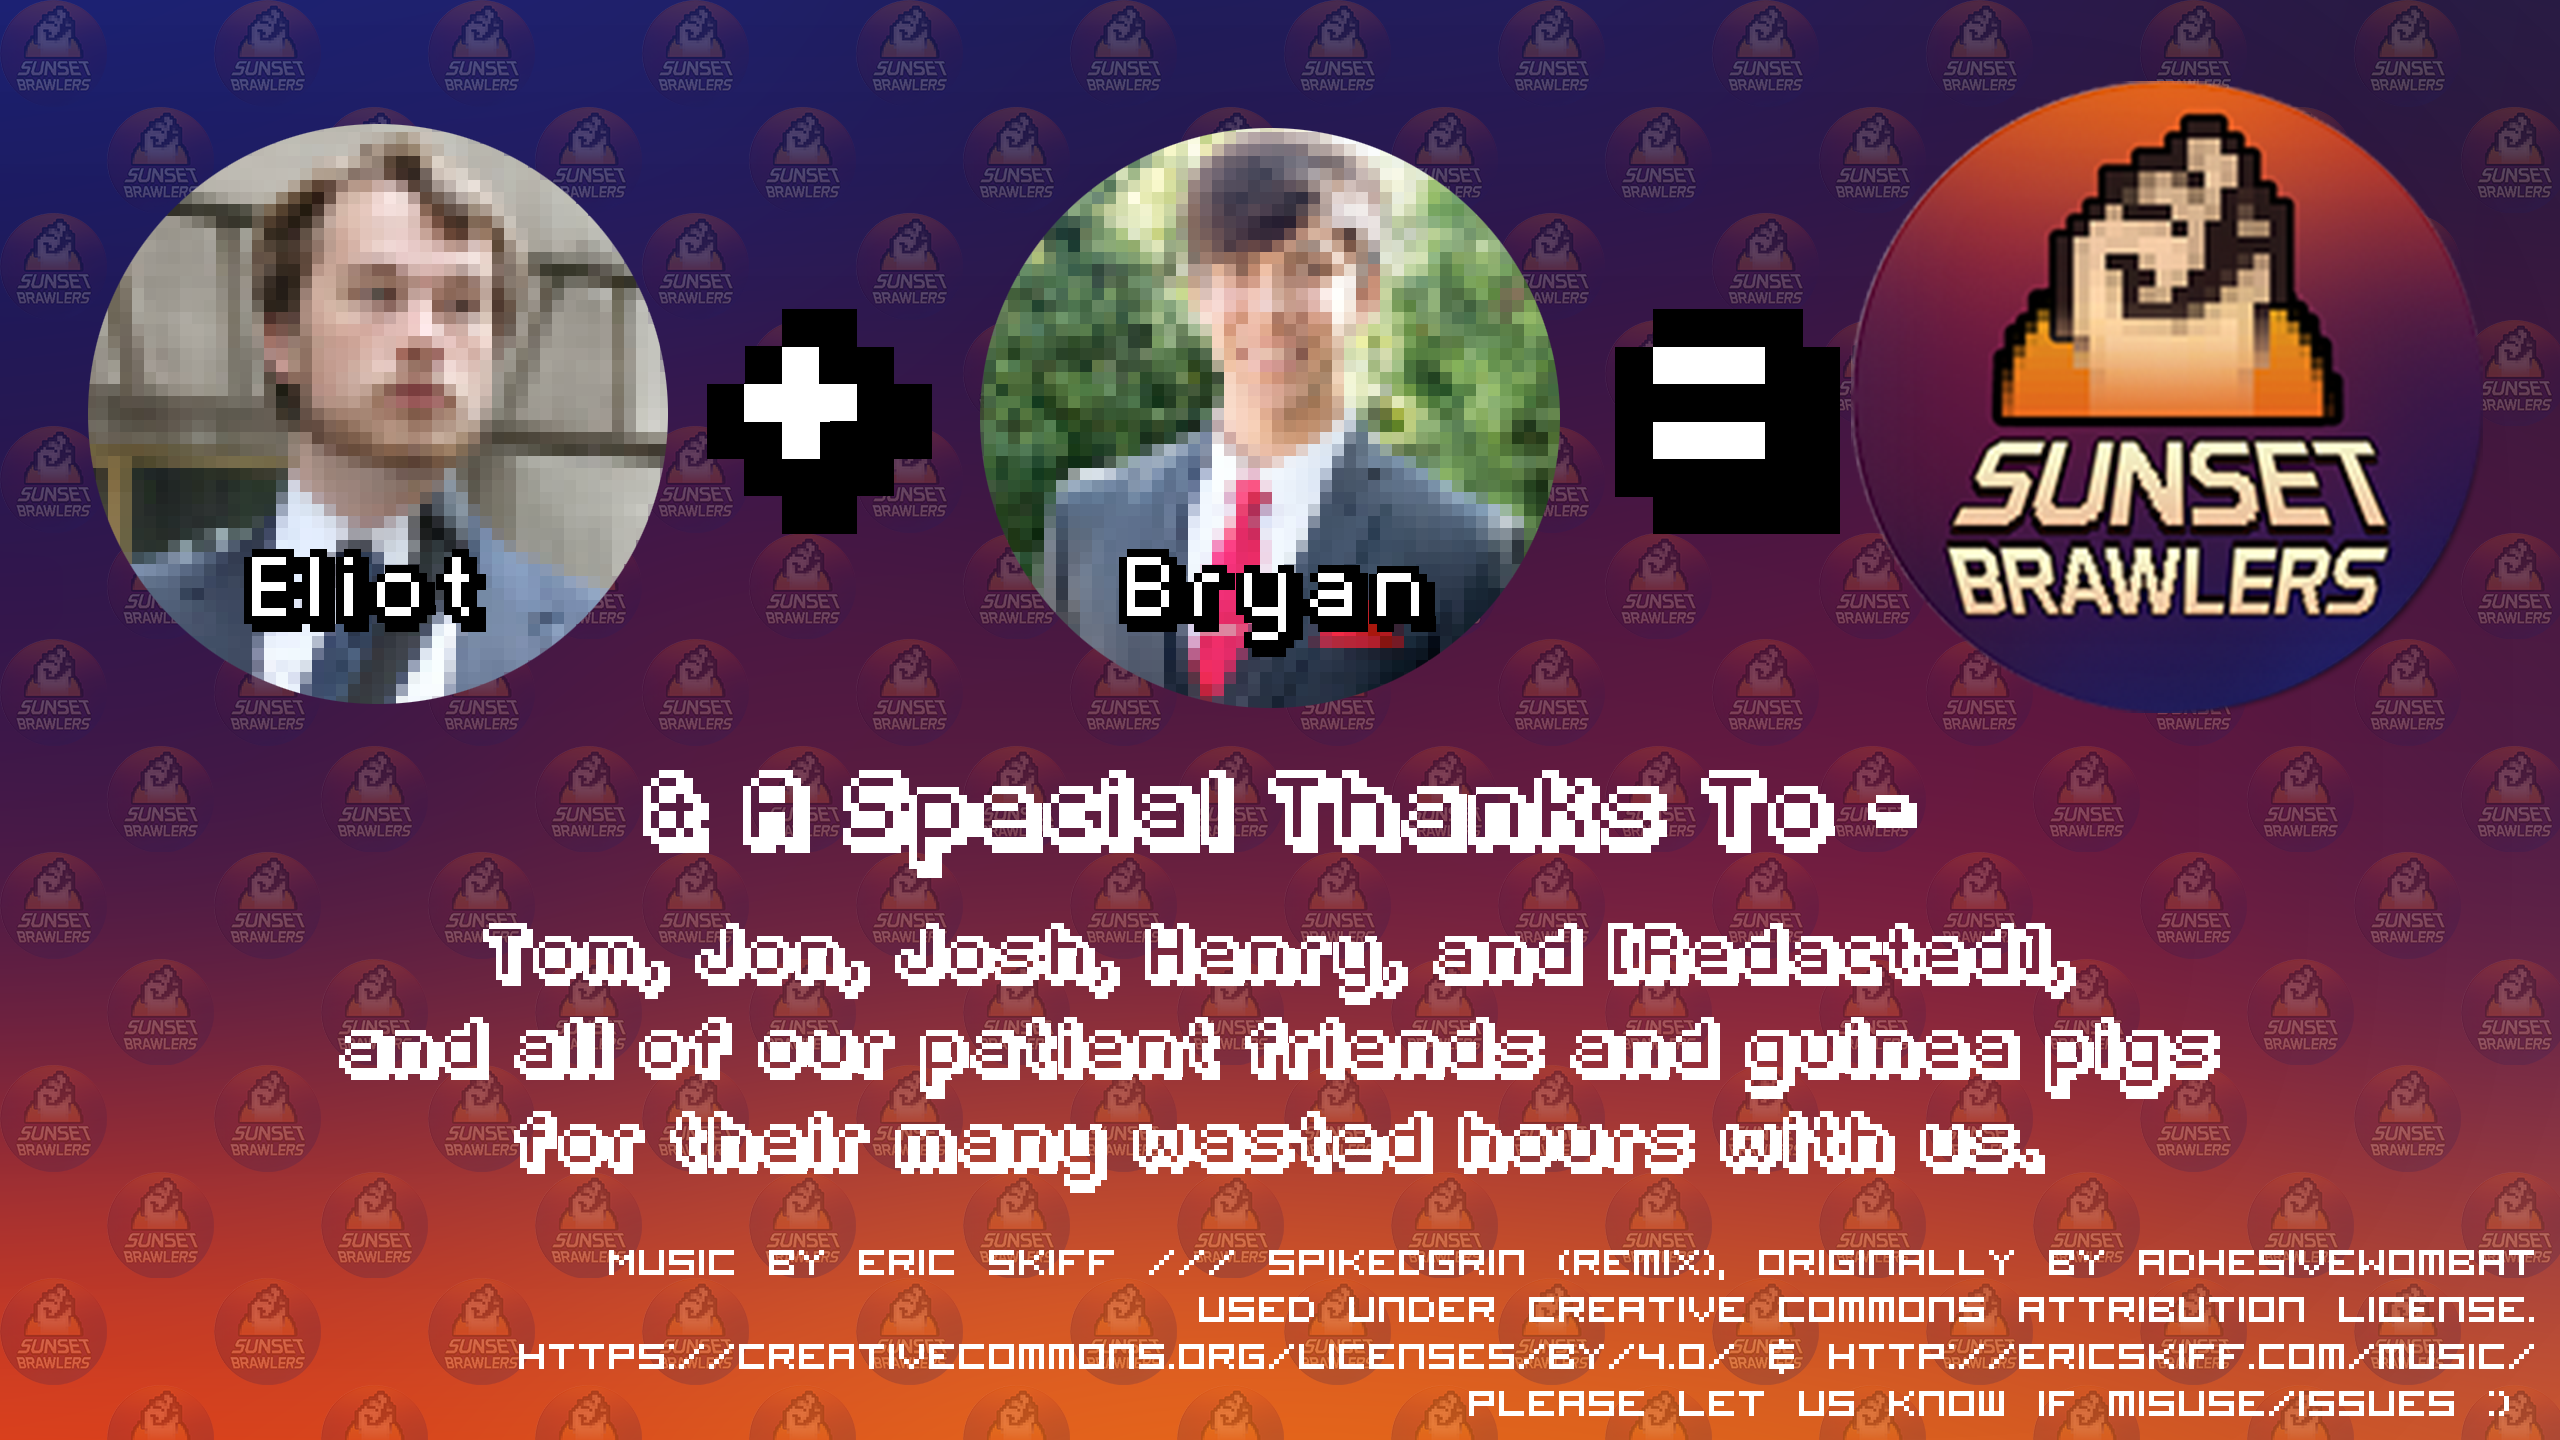 Eliot
Bryan
SUNSET
BRAWLERS
& A Special Thanks To -
Tom, Jon, Josh, Henry, and [Redacted],
and all of our patient friends and guinea pigs
for their many wasted hours with us.
MUSIC BY ERIC SKIFF /// SPIKEDGRIN (REMIX), ORIGINALLY BY ADHESIVEWOMBAT
USED UNDER CREATIVE COMMONS ATTRIBUTION LICENSE.
HTTPS://CREATIVECOMMONS.ORG/LICENSES/BY/4.0/ & HTTP://ERICSKIFF.COM/MUSIC/
PLEASE LET US KNOW IF MISUSE/ISSUES :)